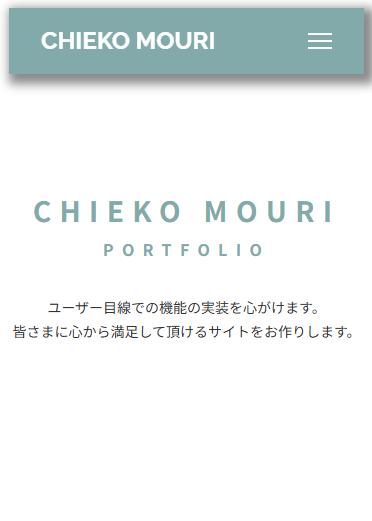 CHIEKO MOURI
CHIEKO MOURI
PORTFOLIO
ユーザー目線での機能の実装を心がけます。
皆さまに心から満足して頂けるサイトをお作りします。